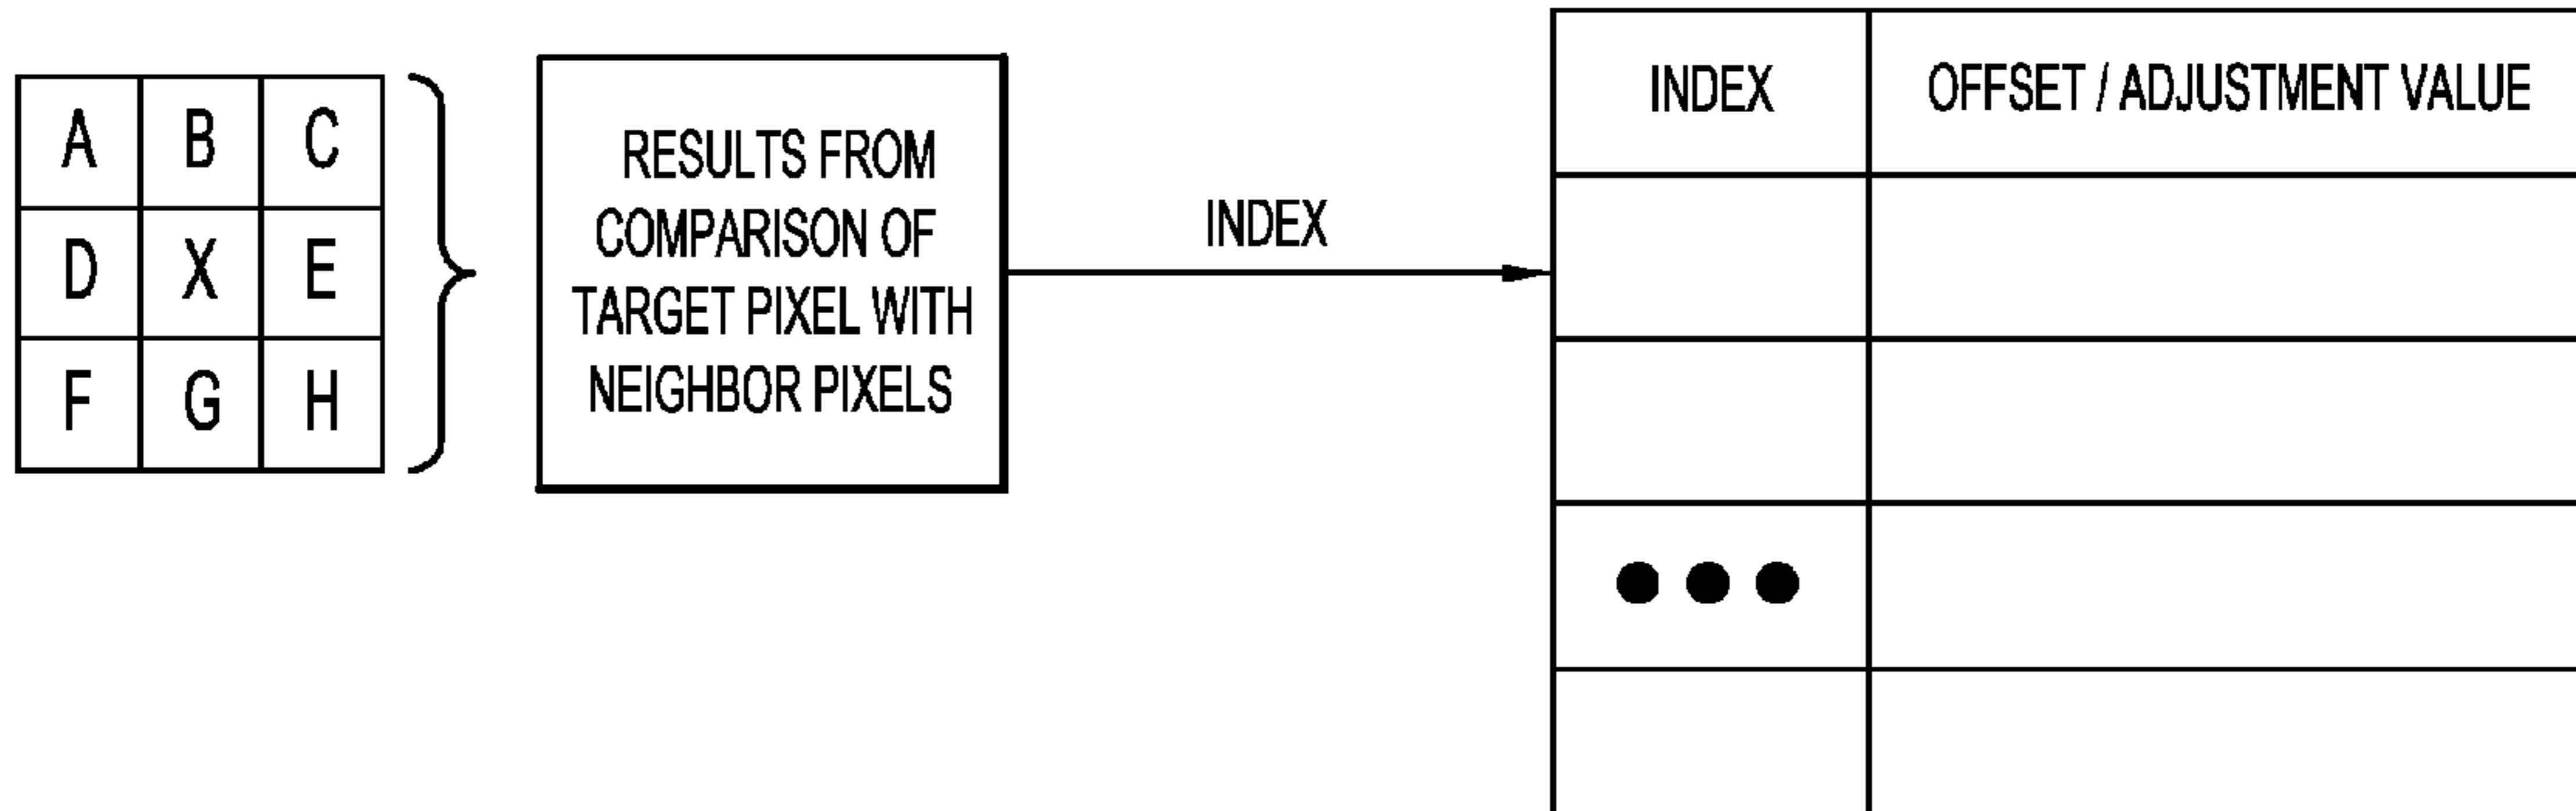 A B C
D X E
F G H
RESULTS FROM
COMPARISON OF
TARGET PIXEL WITH
NEIGHBOR PIXELS
INDEX
INDEX
OFFSET / ADJUSTMENT VALUE